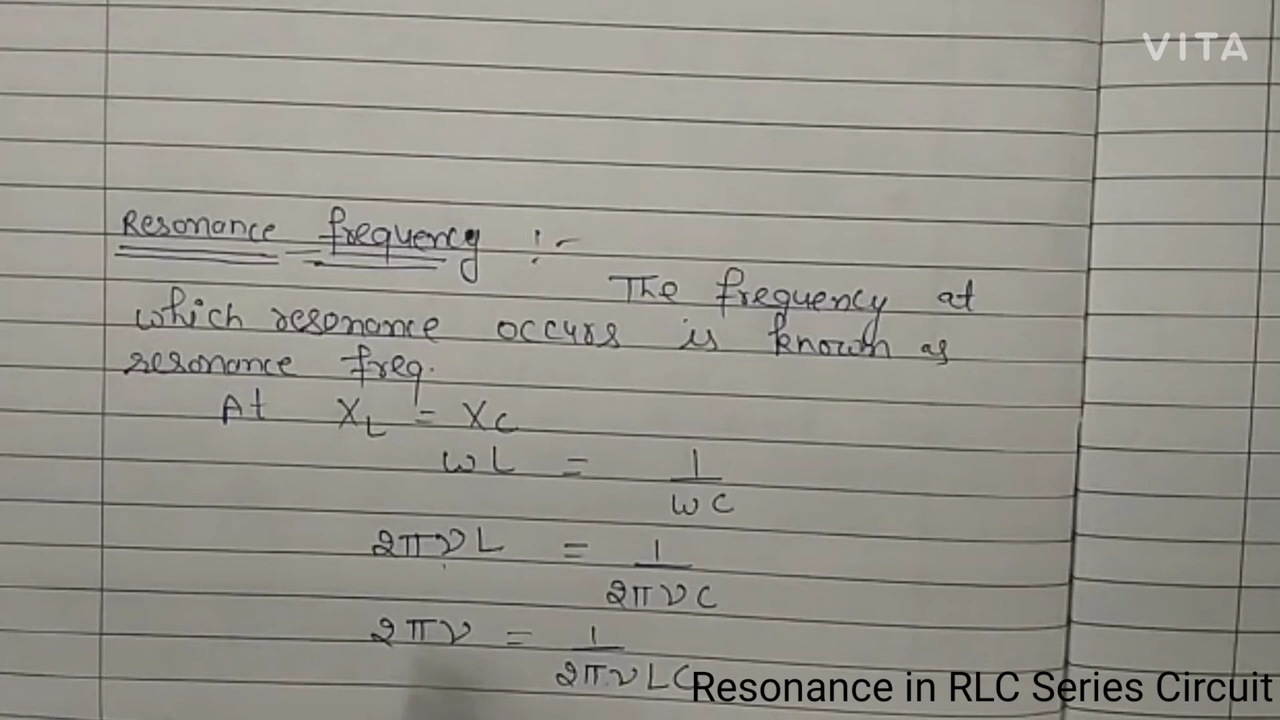 VITA
Resonance frequency :-
The frequency at
which resonance occurs is known as
resonance freq.
At X_L = X_C
ωL = 1/ωC
2πνL = 1/2πνC
2πν = 1/2πνLC
Resonance in RLC Series Circuit